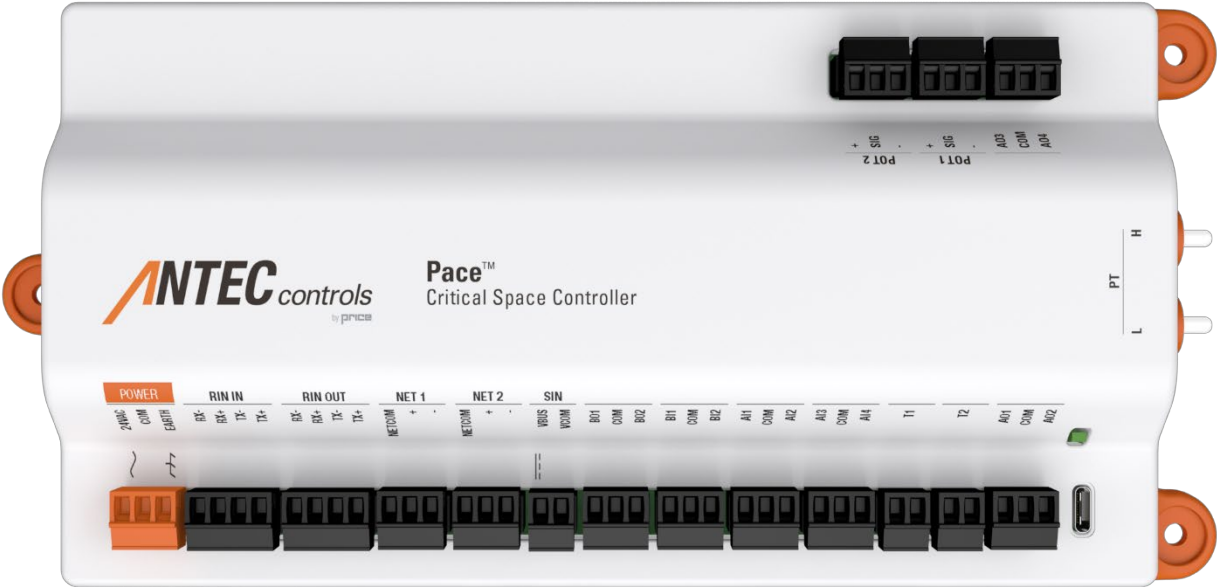 + SIG - + SIG - AO3 COM AO4
POT 2 POT 1
H
PT
L
ANTEC controls
by price
Pace™
Critical Space Controller
POWER RIN IN RIN OUT NET 1 NET 2 SIN
24VAC COM EARTH RX- RX+ TX- TX+ RX- RX+ TX- TX+ NETCOM + - NETCOM + - VBUS VCOM BO1 COM BO2 BI1 COM BI2 AI1 COM AI2 AI3 COM AI4 T1 T2 AO1 COM AO2